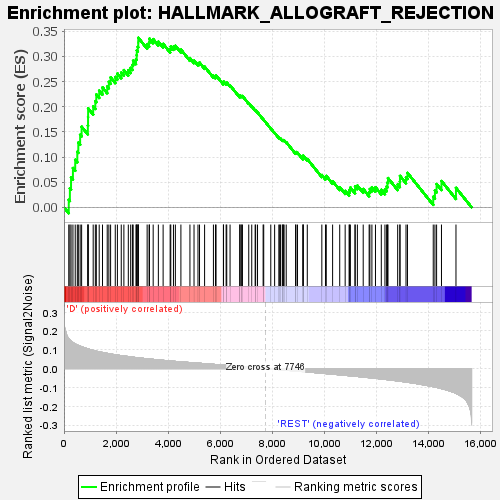 Enrichment plot: HALLMARK_ALLOGRAFT_REJECTION
Enrichment score (ES)
0.35
0.30
0.25
0.20
0.15
0.10
0.05
0.00
'D' (positively correlated)
Ranked list metric (Signal2Noise)
0.3
0.2
0.1
0.0
-0.1
-0.2
-0.3
Zero cross at 7746
'REST' (negatively correlated)
0
2,000
4,000
6,000
8,000
10,000
12,000
14,000
16,000
Rank in Ordered Dataset
Enrichment profile
Hits
Ranking metric scores